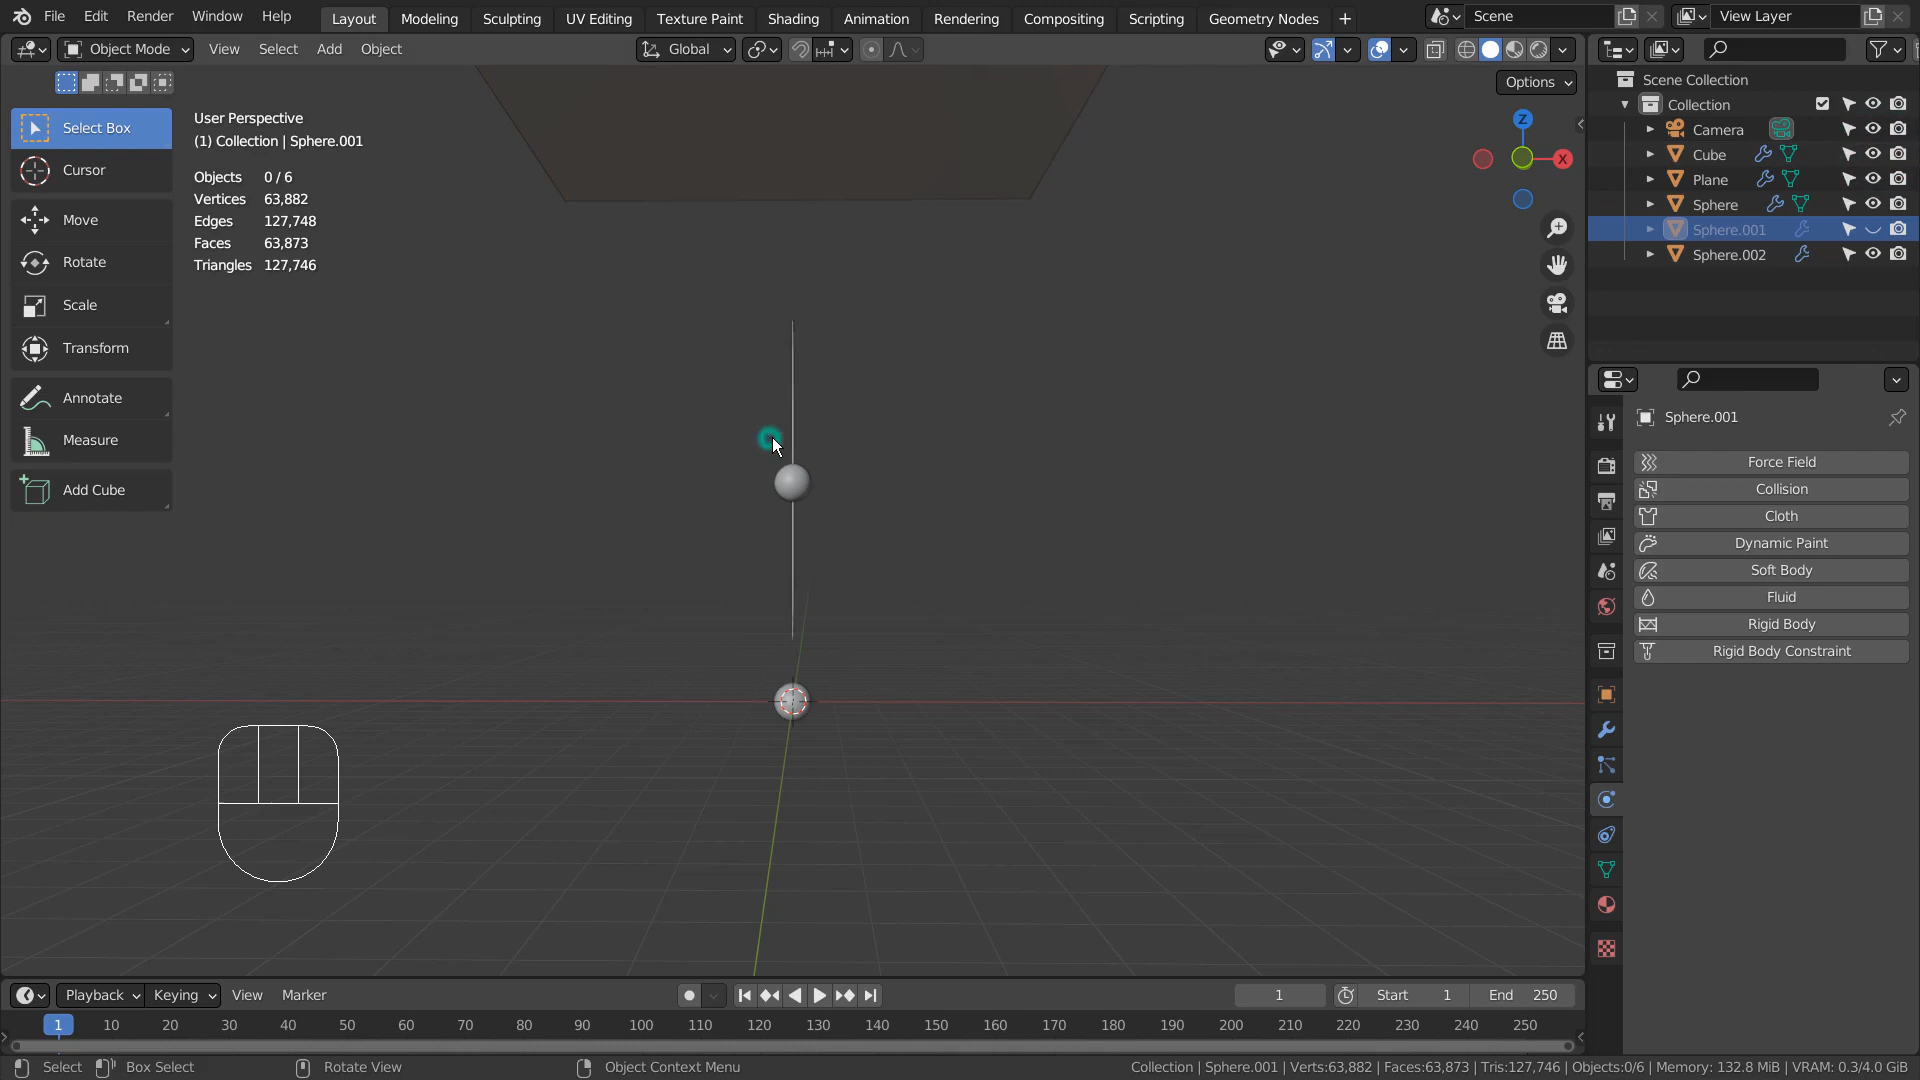 File Edit Render Window Help Layout Modeling Sculpting UV Editing Texture Paint Shading Animation Rendering Compositing Scripting Geometry Nodes + Scene View Layer
Object Mode View Select Add Object Global
Options
Select Box
Cursor
Move
Rotate
Scale
Transform
Annotate
Measure
Add Cube
User Perspective
(1) Collection | Sphere.001
Objects 0 / 6
Vertices 63,882
Edges 127,748
Faces 63,873
Triangles 127,746
Z
X
Scene Collection
Collection
Camera
Cube
Plane
Sphere
Sphere.001
Sphere.002
Sphere.001
Force Field
Collision
Cloth
Dynamic Paint
Soft Body
Fluid
Rigid Body
Rigid Body Constraint
Playback Keying View Marker 1 Start 1 End 250
1 10 20 30 40 50 60 70 80 90 100 110 120 130 140 150 160 170 180 190 200 210 220 230 240 250
Select Box Select Rotate View Object Context Menu Collection | Sphere.001 | Verts:63,882 | Faces:63,873 | Tris:127,746 | Objects:0/6 | Memory: 132.8 MiB | VRAM: 0.3/4.0 GiB